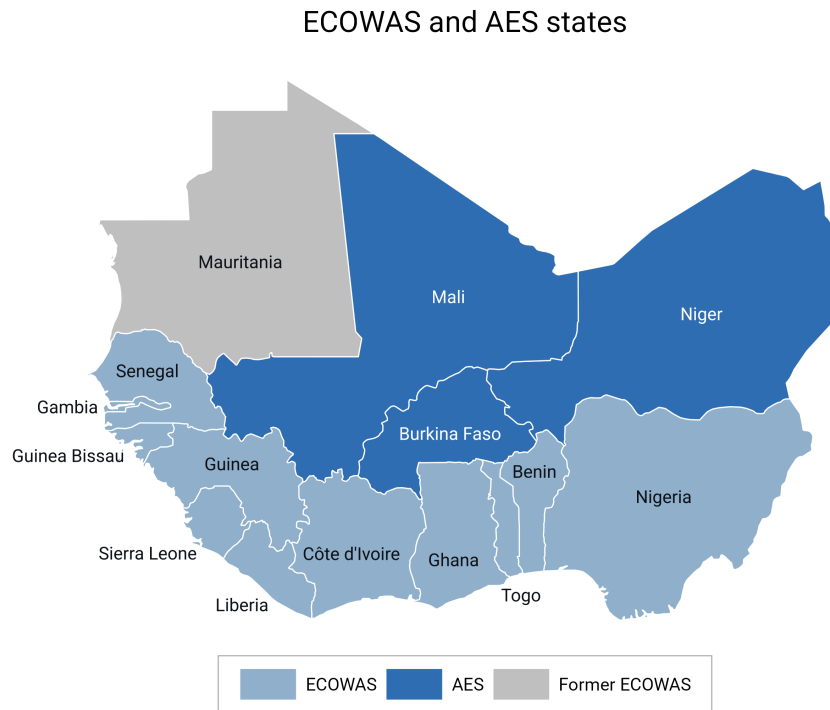 ECOWAS and AES states
Mauritania
Mali
Niger
Senegal
Gambia
Burkina Faso
Guinea Bissau
Guinea
Benin
Nigeria
Sierra Leone
Côte d'Ivoire
Ghana
Togo
Liberia
ECOWAS
AES
Former ECOWAS